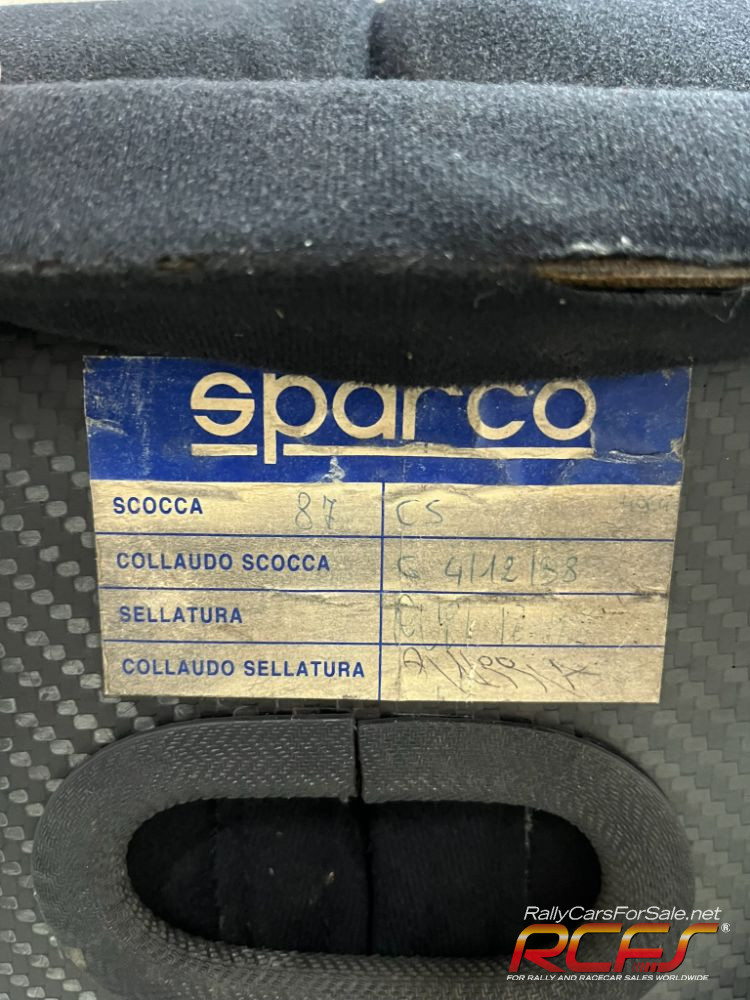 sparco
SCOCCA 87 CS
COLLAUDO SCOCCA 4/12/98
SELLATURA
COLLAUDO SELLATURA
RallyCarsForSale.net
RCFS®
FOR RALLY AND RACECAR SALES WORLDWIDE